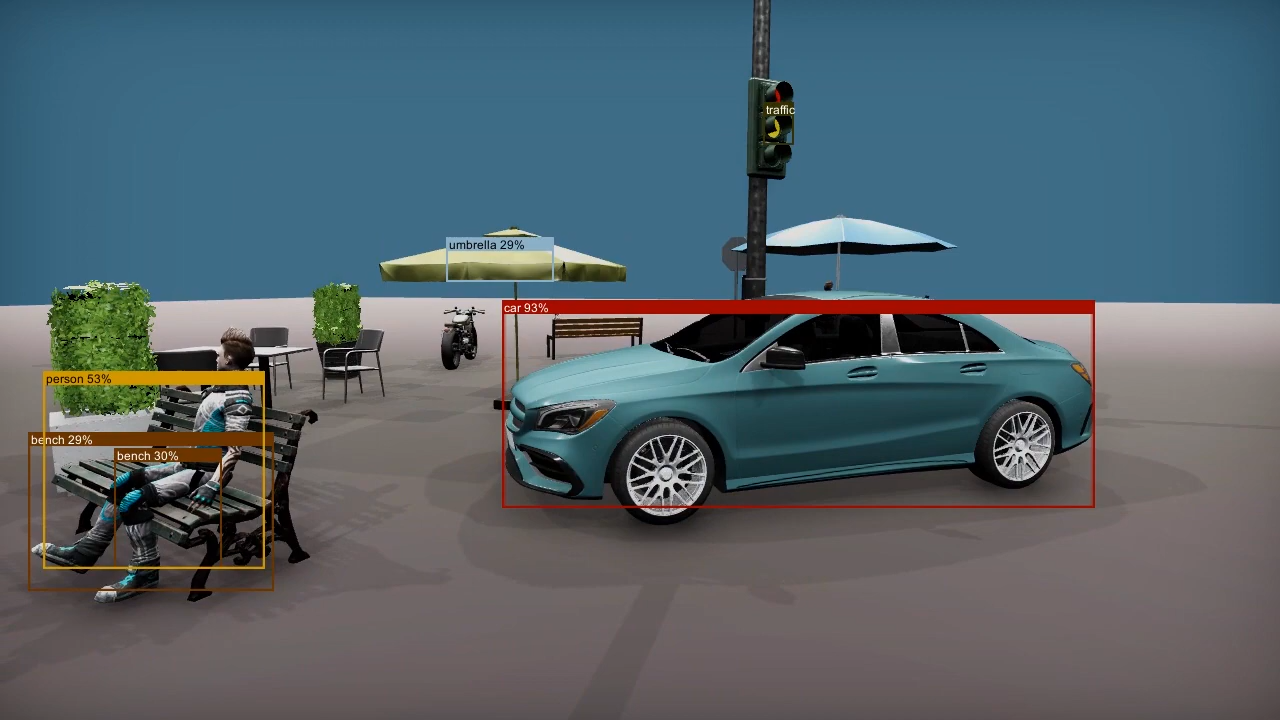 traffic
umbrella 29%
car 93%
person 53%
bench 29%
bench 30%